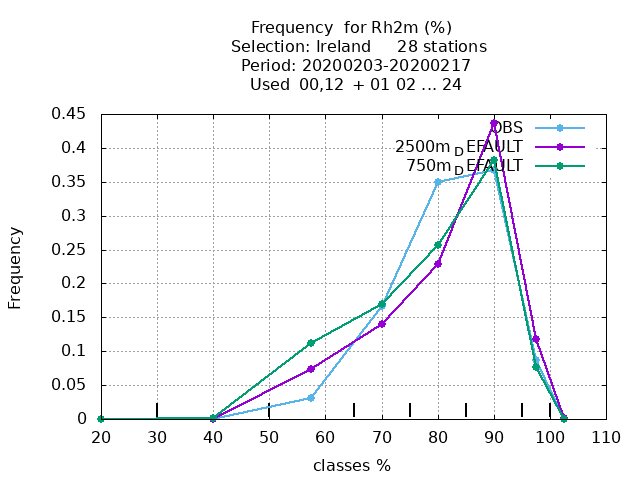 Frequency  for Rh2m (%)
Selection: Ireland     28 stations
Period: 20200203-20200217
Used  00,12  + 01 02 ... 24
0.45
0.4
0.35
0.3
0.25
0.2
0.15
0.1
0.05
0
Frequency
OBS
2500m_DEFAULT
750m_DEFAULT
20 30 40 50 60 70 80 90 100 110
classes %